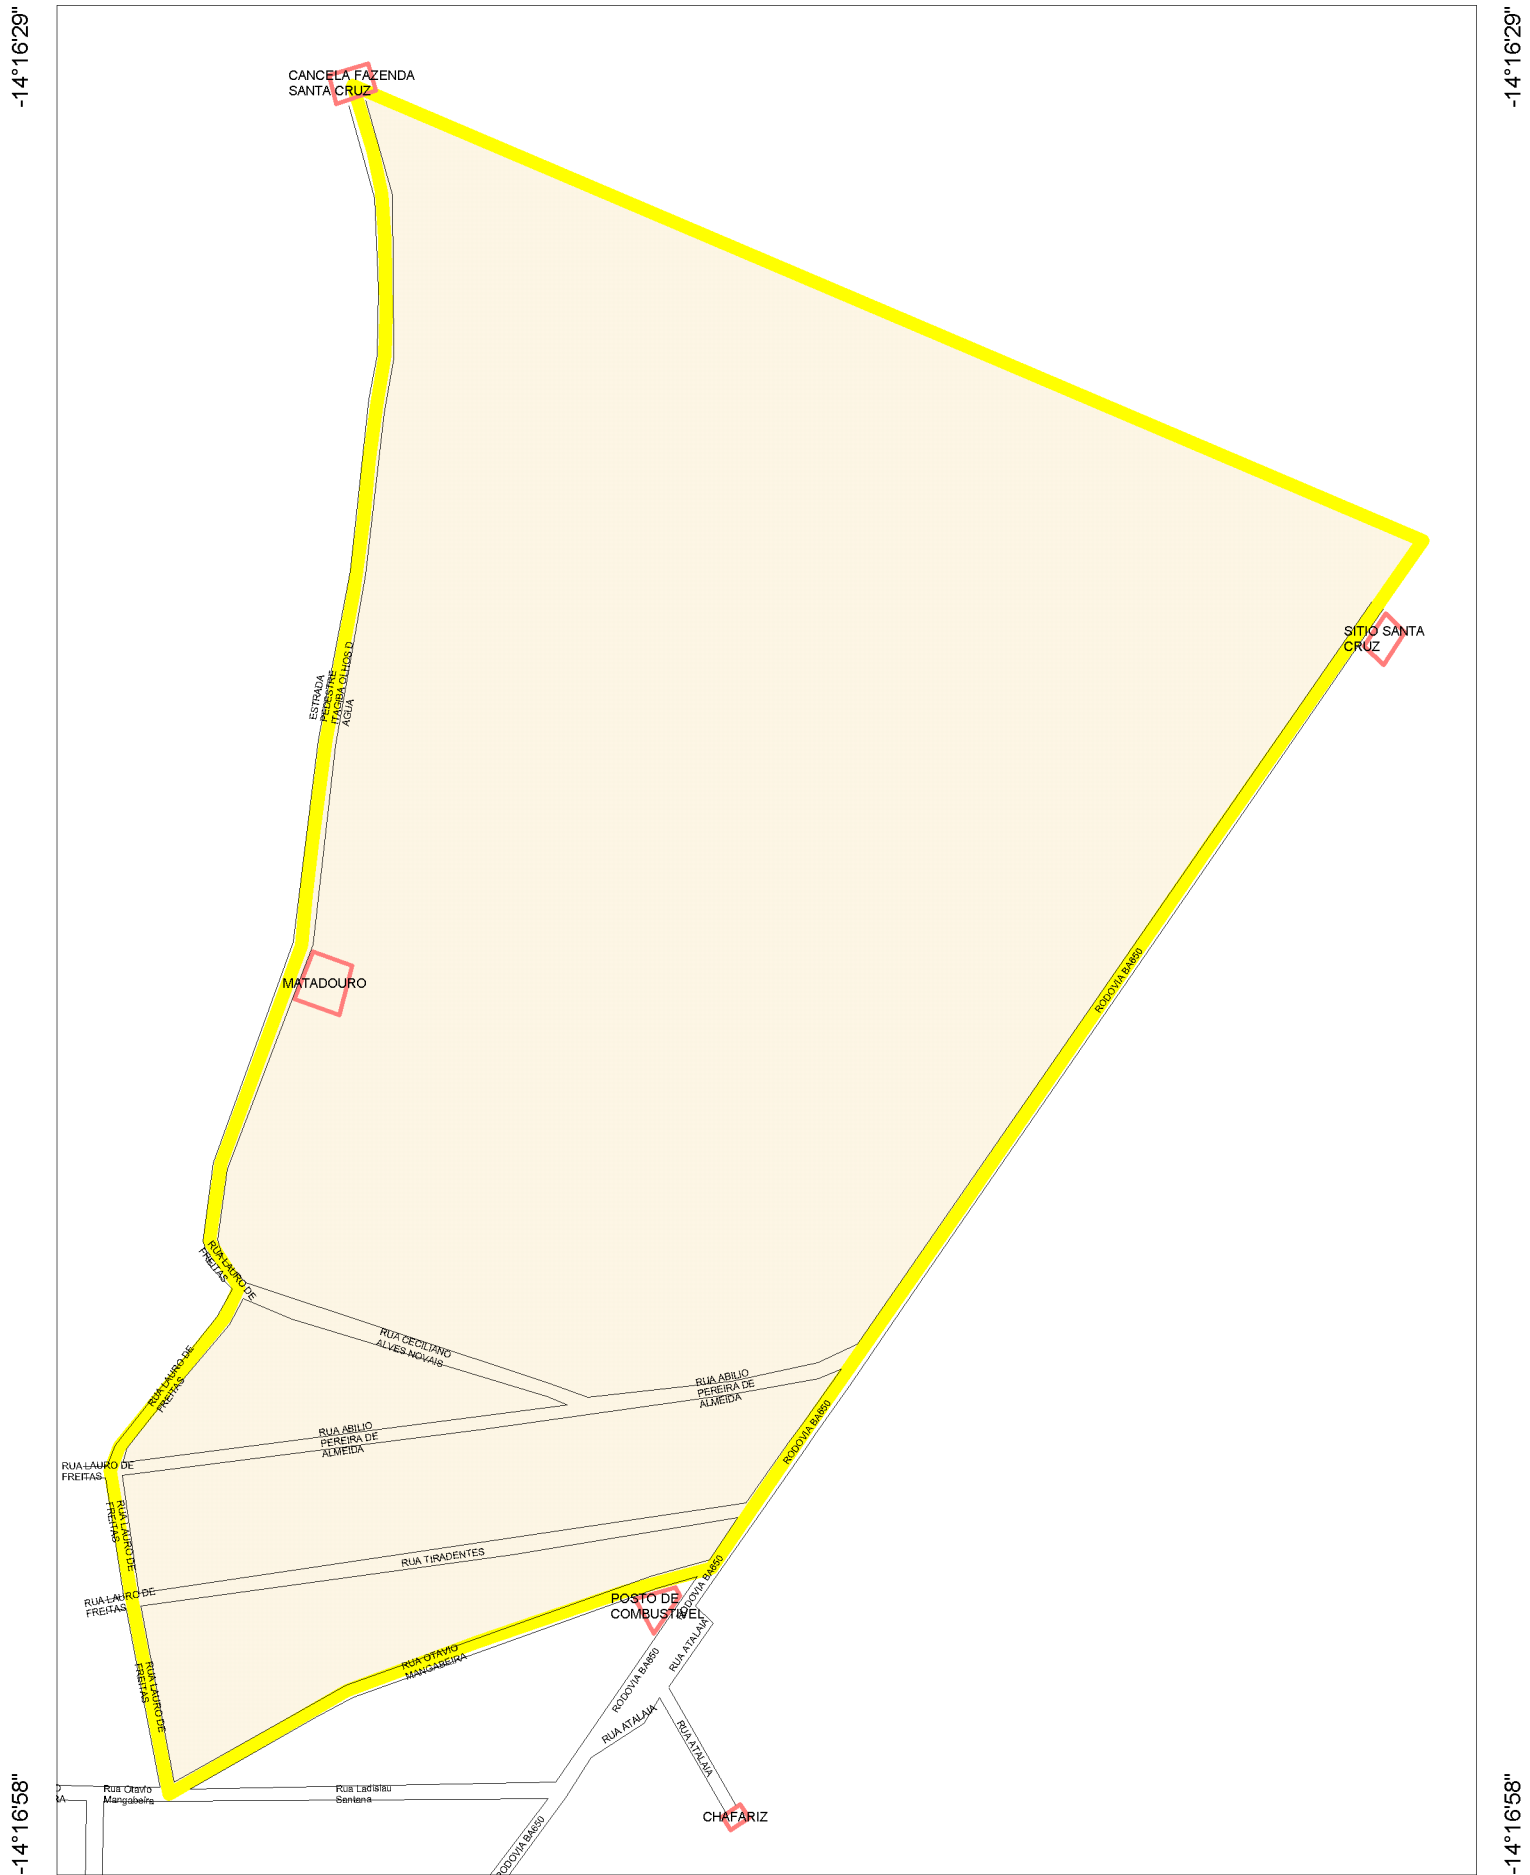 -14°16'29"
-14°16'29"
CANCELA FAZENDA
SANTA CRUZ
SITIO SANTA
CRUZ
ESTRADA
PEDESTRE
ITAGIBA OLHOS D
AGUA
RODOVIA BA650
MATADOURO
RUA LAURO DE
FREITAS
RUA CECILIANO
ALVES NOVAIS
RUA LAURO DE
FREITAS
RUA ABILIO
PEREIRA DE
ALMEIDA
RUA ABILIO
PEREIRA DE
ALMEIDA
RODOVIA BA650
RUA LAURO DE
FREITAS
RUA LAURO DE
FREITAS
RUA TIRADENTES
RODOVIA BA650
RUA LAURO DE
FREITAS
POSTO DE
COMBUSTIVEL
RUA ATALAIA
RUA OTAVIO
MANGABEIRA
RUA LAURO DE
FREITAS
RODOVIA BA650
RUA ATALAIA
RUA ATALAIA
Rua Otavio
Mangabeira
Rua Ladislau
Santana
CHAFARIZ
RODOVIA BA650
-14°16'58"
-14°16'58"